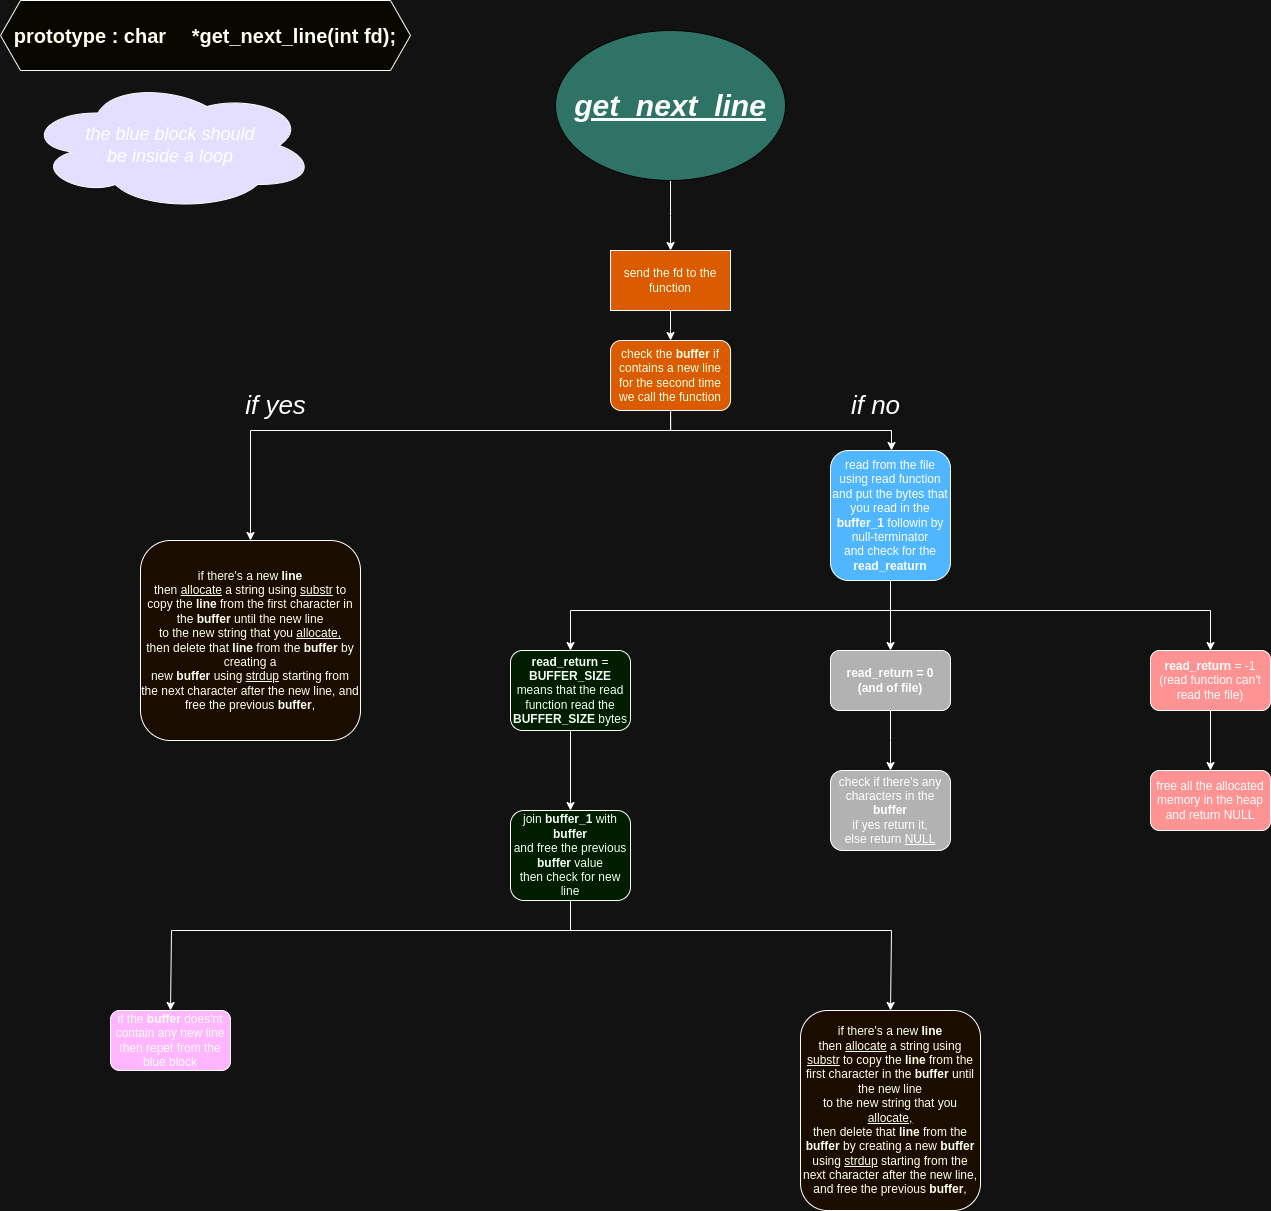 prototype : char    *get_next_line(int fd);
the blue block should
be inside a loop
get_next_line
send the fd to the
function
check the buffer if
contains a new line
for the second time
we call the function
if yes
if no
read from the file
using read function
and put the bytes that
you read in the
buffer_1 followin by
null-terminator
and check for the
read_reaturn
if there's a new line
then allocate a string using substr to
copy the line from the first character in
the buffer until the new line
to the new string that you allocate,
then delete that line from the buffer by
creating a
new buffer using strdup starting from
the next character after the new line, and
free the previous buffer,
read_return =
BUFFER_SIZE
means that the read
function read the
BUFFER_SIZE bytes
read_return = 0
(and of file)
read_return = -1
(read function can't
read the file)
check if there's any
characters in the
buffer
if yes return it,
else return NULL
free all the allocated
memory in the heap
and return NULL
join buffer_1 with
buffer
and free the previous
buffer value
then check for new
line
if the buffer does'nt
contain any new line
then repet from the
blue block
if there's a new line
then allocate a string using
substr to copy the line from the
first character in the buffer until
the new line
to the new string that you
allocate,
then delete that line from the
buffer by creating a new buffer
using strdup starting from the
next character after the new line,
and free the previous buffer,